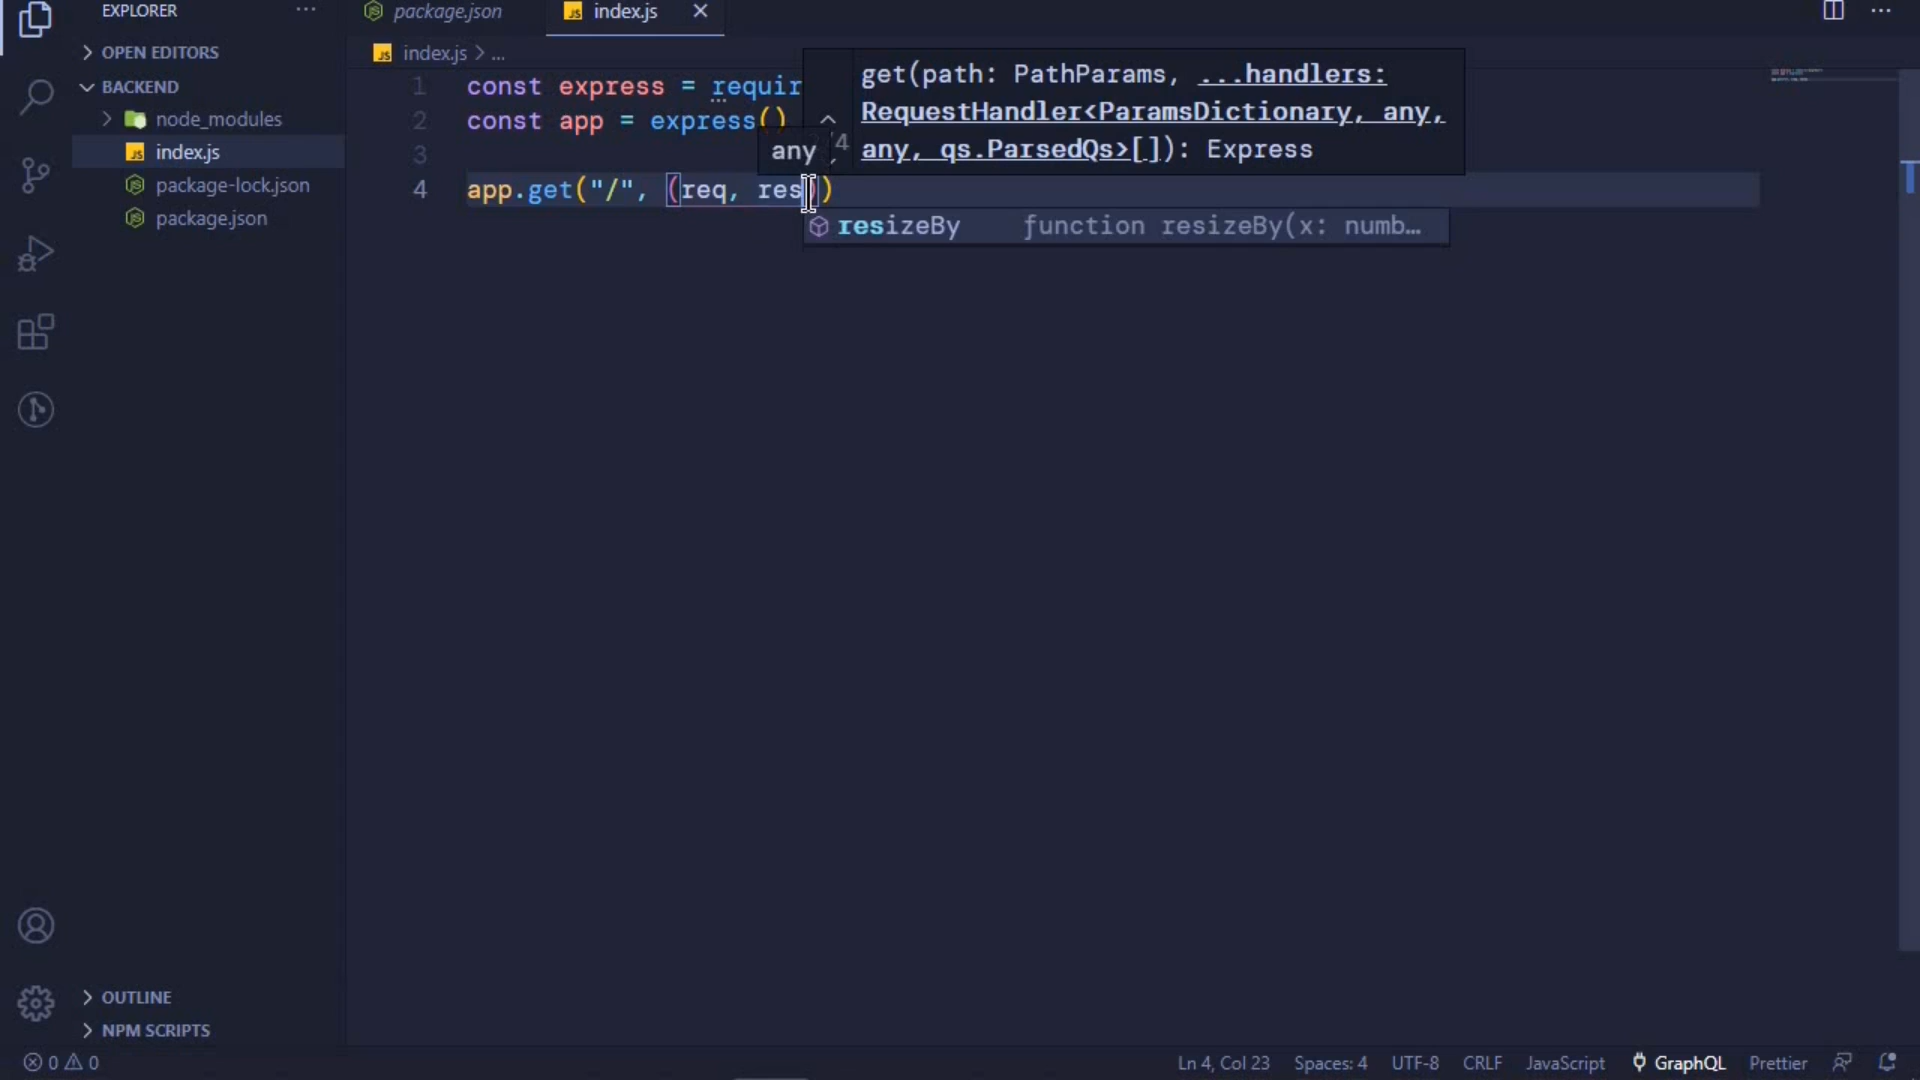 EXPLORER ...
OPEN EDITORS
BACKEND
node_modules
index.js
package-lock.json
package.json
OUTLINE
NPM SCRIPTS
package.json
index.js
index.js > ...
1 const express = requir
2 const app = express()
3
4 app.get("/", (req, res))
any
/4
get(path: PathParams, ...handlers:
RequestHandler<ParamsDictionary, any,
any, qs.ParsedQs>[]): Express
resizeBy function resizeBy(x: numb…
0 0
Ln 4, Col 23 Spaces: 4 UTF-8 CRLF JavaScript GraphQL Prettier